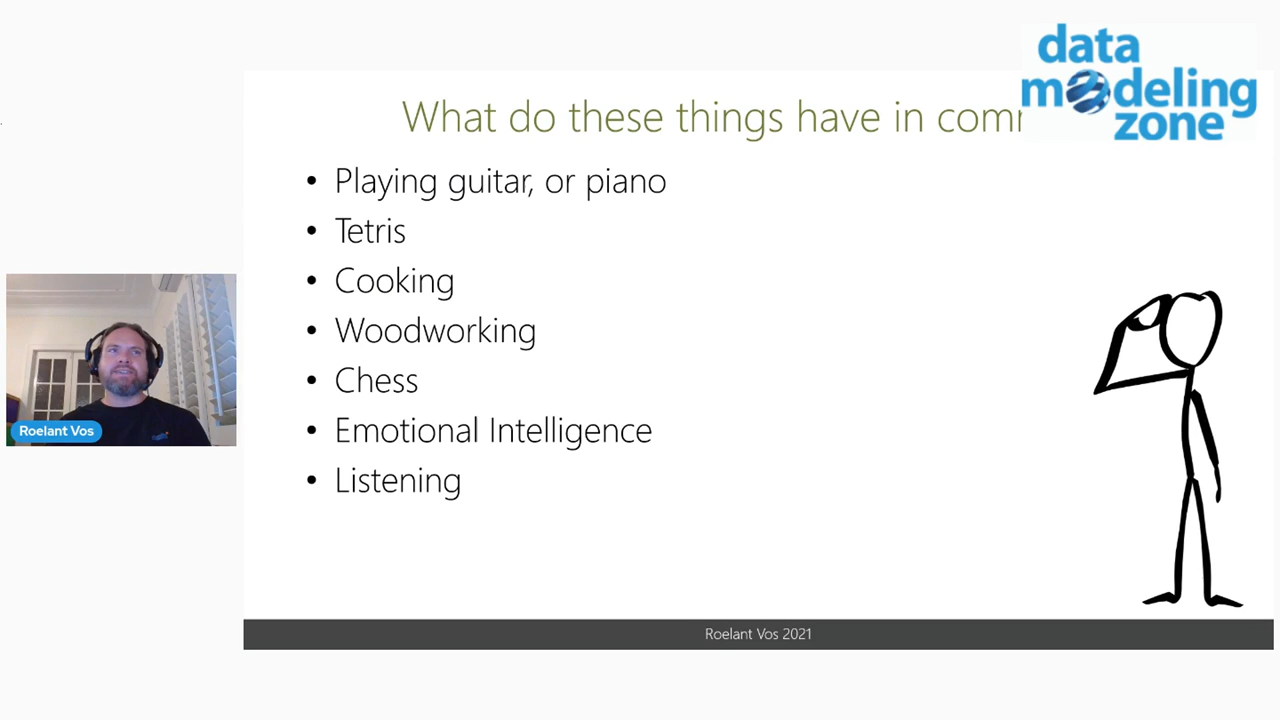 data
modeling
zone
What do these things have in com
• Playing guitar, or piano
• Tetris
• Cooking
• Woodworking
• Chess
• Emotional Intelligence
• Listening
Roelant Vos
Roelant Vos 2021